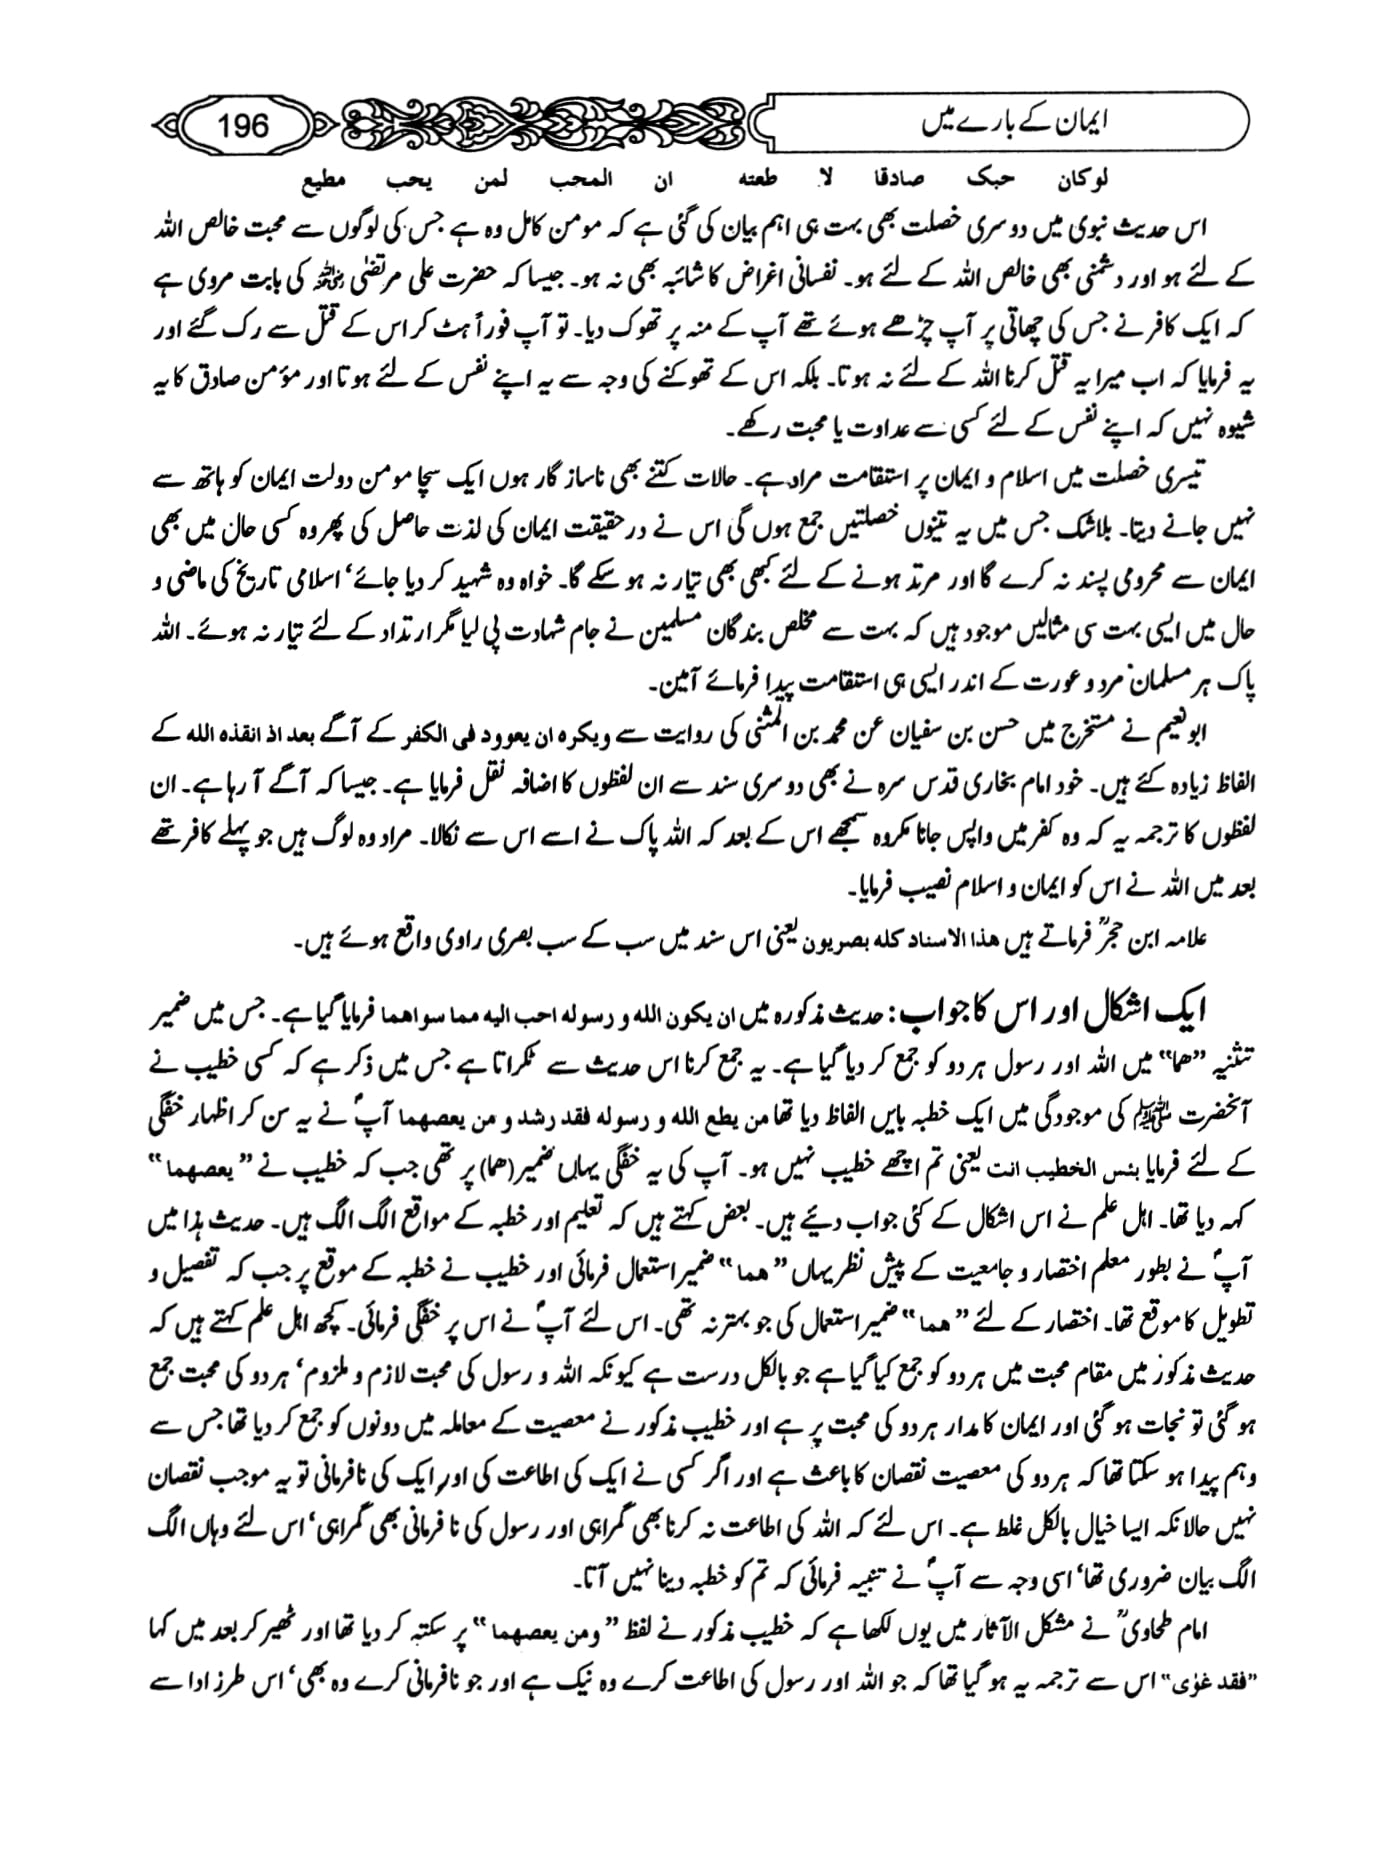 ایمان کے بارے میں
196
لوکان حبک صادقا لا طعته ان المحب لمن یحب مطیع
اس حدیث نبوی میں دوسری خصلت بھی بہت ہی اہم بیان کی گئی ہے کہ مومن کامل وہ ہے جس کی لوگوں سے محبت خالص اللہ
کے لئے ہو اور دشمنی بھی خالص اللہ کے لئے ہو۔ نفسانی اغراض کا شائبہ بھی نہ ہو۔ جیسا کہ حضرت علی مرتضیٰ ؓ کی بابت مروی ہے
کہ ایک کافر نے جس کی چھاتی پر آپ چڑھے ہوئے تھے آپ کے منہ پر تھوک دیا۔ تو آپ فوراً ہٹ کر اس کے قتل سے رک گئے اور
یہ فرمایا کہ اب میرا یہ قتل کرنا اللہ کے لئے نہ ہوتا۔ بلکہ اس کے تھوکنے کی وجہ سے یہ اپنے نفس کے لئے ہوتا اور مؤمن صادق کا یہ
شیوہ نہیں کہ اپنے نفس کے لئے کسی سے عداوت یا محبت رکھے۔
تیسری خصلت میں اسلام و ایمان پر استقامت مراد ہے۔ حالات کتنے بھی ناساز گار ہوں ایک سچا مومن دولت ایمان کو ہاتھ سے
نہیں جانے دیتا۔ بلاشک جس میں یہ تینوں خصلتیں جمع ہوں گی اس نے درحقیقت ایمان کی لذت حاصل کی پھر وہ کسی حال میں بھی
ایمان سے محرومی پسند نہ کرے گا اور مرتد ہونے کے لئے کبھی بھی تیار نہ ہو سکے گا۔ خواہ وہ شہید کر دیا جائے‘ اسلامی تاریخ کی ماضی و
حال میں ایسی بہت سی مثالیں موجود ہیں کہ بہت سے مخلص بندگان مسلمین نے جام شہادت پی لیا مگر ارتداد کے لئے تیار نہ ہوئے۔ اللہ
پاک ہر مسلمان مرد و عورت کے اندر ایسی ہی استقامت پیدا فرمائے آمین۔
ابو نعیم نے مستخرج میں حسن بن سفیان عن محمد بن المثنی کی روایت سے ویکره ان یعوود فی الکفر کے آگے بعد اذ انقذه الله کے
الفاظ زیادہ کئے ہیں۔ خود امام بخاری قدس سرہ نے بھی دوسری سند سے ان لفظوں کا اضافہ نقل فرمایا ہے۔ جیسا کہ آگے آ رہا ہے۔ ان
لفظوں کا ترجمہ یہ کہ وہ کفر میں واپس جانا مکروہ سمجھے اس کے بعد کہ اللہ پاک نے اسے اس سے نکالا۔ مراد وہ لوگ ہیں جو پہلے کافر تھے
بعد میں اللہ نے اس کو ایمان و اسلام نصیب فرمایا۔
علامہ ابن حجرؒ فرماتے ہیں هذا الاسناد کله بصریون یعنی اس سند میں سب کے سب بصری راوی واقع ہوئے ہیں۔
ایک اشکال اور اس کا جواب: حدیث مذکورہ میں ان یکون الله و رسوله احب الیه مما سواهما فرمایا گیا ہے۔ جس میں ضمیر
تثنیہ ”هما“ میں اللہ اور رسول ہر دو کو جمع کر دیا گیا ہے۔ یہ جمع کرنا اس حدیث سے ٹکراتا ہے جس میں ذکر ہے کہ کسی خطیب نے
آنحضرت ﷺ کی موجودگی میں ایک خطبہ بایں الفاظ دیا تھا من یطع الله و رسوله فقد رشد و من یعصهما آپؐ نے یہ سن کر اظہار خفگی
کے لئے فرمایا بئس الخطیب انت یعنی تم اچھے خطیب نہیں ہو۔ آپ کی یہ خفگی یہاں ضمیر (هما) پر تھی جب کہ خطیب نے ”یعصهما“
کہہ دیا تھا۔ اہل علم نے اس اشکال کے کئی جواب دیئے ہیں۔ بعض کہتے ہیں کہ تعلیم اور خطبہ کے مواقع الگ الگ ہیں۔ حدیث ہذا میں
آپؐ نے بطور معلم اختصار و جامعیت کے پیش نظر یہاں ”هما“ ضمیر استعمال فرمائی اور خطیب نے خطبہ کے موقع پر جب کہ تفصیل و
تطویل کا موقع تھا۔ اختصار کے لئے ”هما“ ضمیر استعمال کی جو بہتر نہ تھی۔ اس لئے آپؐ نے اس پر خفگی فرمائی۔ کچھ اہل علم کہتے ہیں کہ
حدیث مذکور میں مقام محبت میں ہر دو کو جمع کیا گیا ہے جو بالکل درست ہے کیونکہ اللہ و رسول کی محبت لازم و ملزوم‘ ہر دو کی محبت جمع
ہو گئی تو نجات ہو گئی اور ایمان کا مدار ہر دو کی محبت پر ہے اور خطیب مذکور نے معصیت کے معاملہ میں دونوں کو جمع کر دیا تھا جس سے
وہم پیدا ہو سکتا تھا کہ ہر دو کی معصیت نقصان کا باعث ہے اور اگر کسی نے ایک کی اطاعت کی اور ایک کی نافرمانی تو یہ موجب نقصان
نہیں حالانکہ ایسا خیال بالکل غلط ہے۔ اس لئے کہ اللہ کی اطاعت نہ کرنا بھی گمراہی اور رسول کی نافرمانی بھی گمراہی‘ اس لئے وہاں الگ
الگ بیان ضروری تھا‘ اسی وجہ سے آپؐ نے تنبیہ فرمائی کہ تم کو خطبہ دینا نہیں آتا۔
امام طحاویؒ نے مشکل الآثار میں یوں لکھا ہے کہ خطیب مذکور نے لفظ ”ومن یعصهما“ پر سکتہ کر دیا تھا اور ٹھیر کر بعد میں کہا
”فقد غوٰی“ اس سے ترجمہ یہ ہو گیا تھا کہ جو اللہ اور رسول کی اطاعت کرے وہ نیک ہے اور جو نافرمانی کرے وہ بھی‘ اس طرز ادا سے